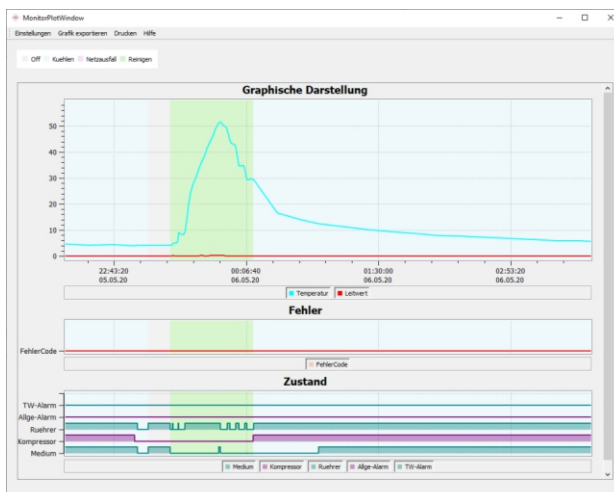 MonitorPlotWindow
Einstellungen Grafik exportieren Drucken Hilfe
Off Kuehlen Netzausfall Reinigen
Graphische Darstellung
50
40
30
20
10
0
22:43:20 00:06:40 01:30:00 02:53:20
05.05.20 06.05.20 06.05.20 06.05.20
Temperatur Leitwert
Fehler
FehlerCode
FehlerCode
Zustand
TW-Alarm
Allge-Alarm
Ruehrer
Kompressor
Medium
Medium Kompressor Ruehrer Allge-Alarm TW-Alarm